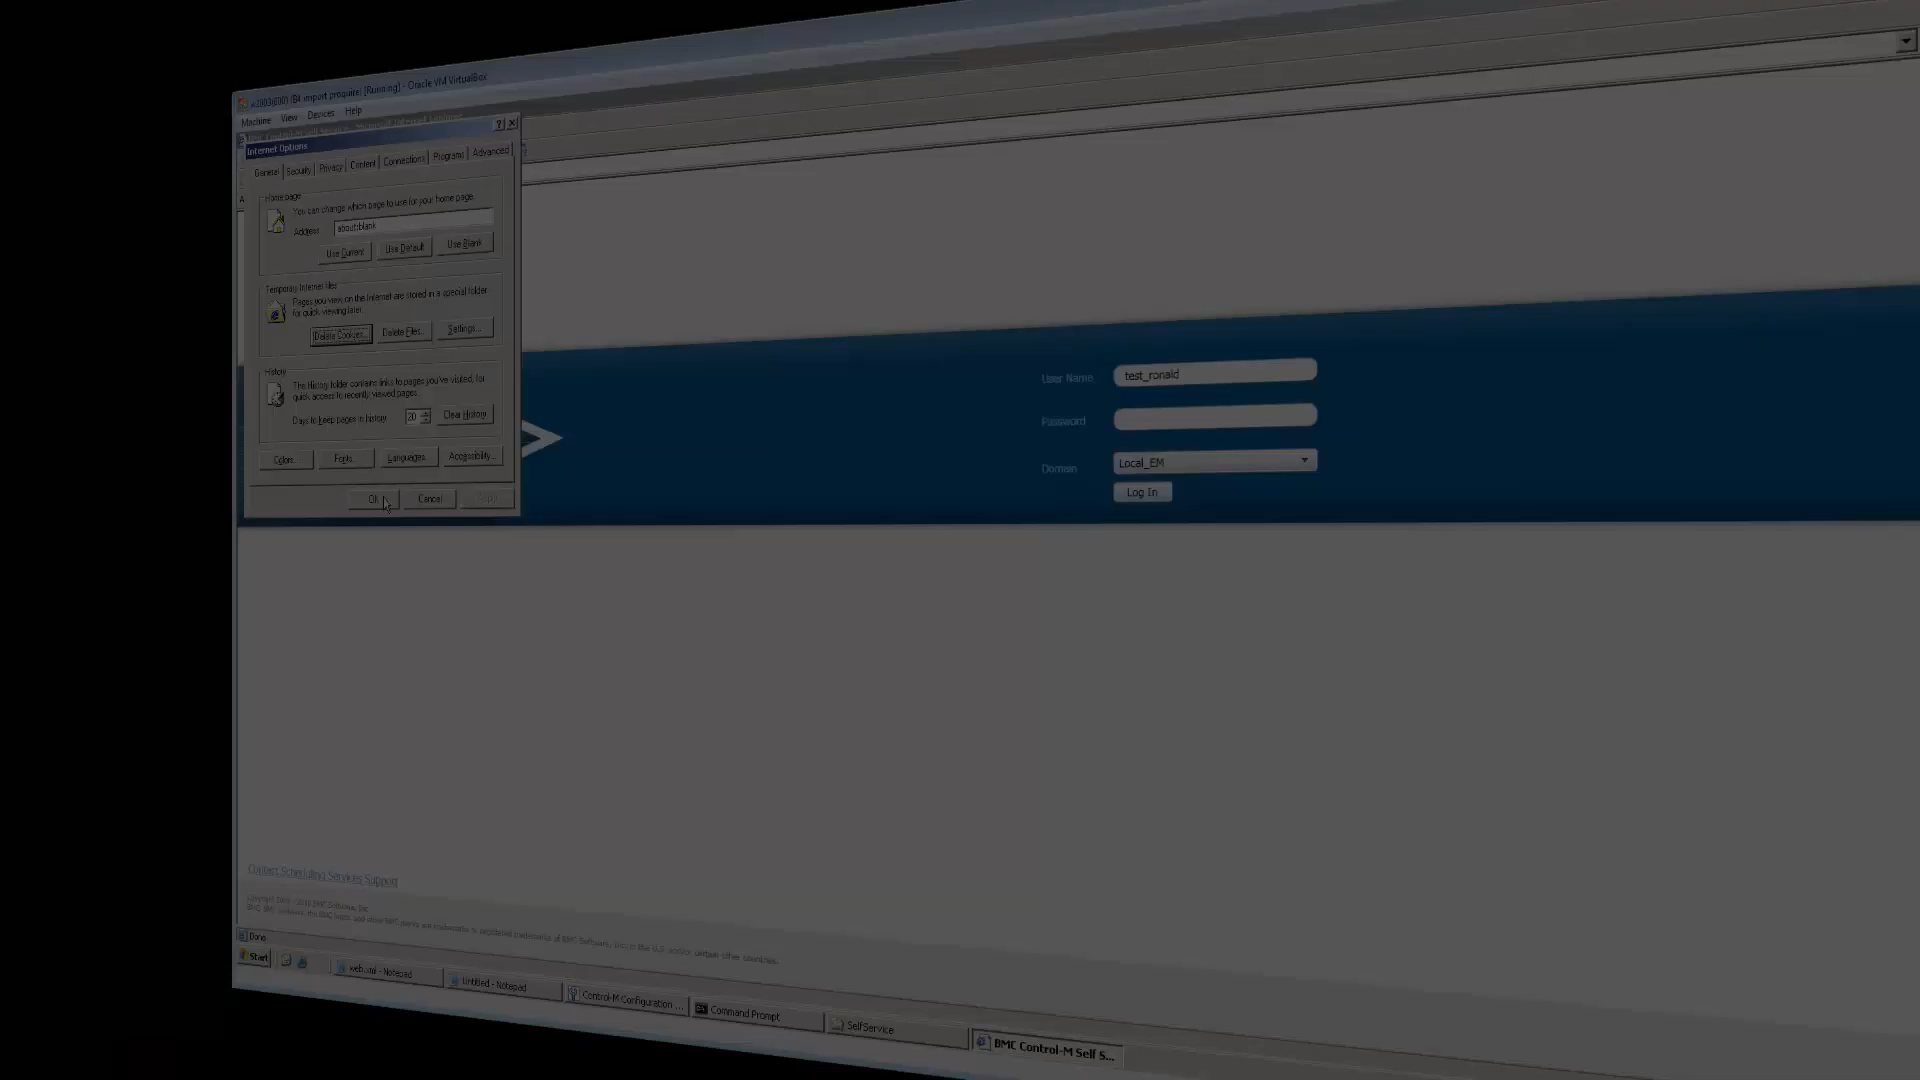 w2003(E00) (B4 import proquire) [Running] - Oracle VM VirtualBox
Machine View Devices Help
Internet Options
General Security Privacy Content Connections Programs Advanced
Home page
You can change which page to use for your home page.
Address: about:blank
Use Current Use Default Use Blank
Temporary Internet files
Pages you view on the Internet are stored in a special folder
for quick viewing later.
Delete Cookies... Delete Files... Settings...
History
The History folder contains links to pages you've visited, for
quick access to recently viewed pages.
Days to keep pages in history: 20 Clear History
Colors... Fonts... Languages... Accessibility...
OK Cancel
User Name
test_ronald
Password
Domain
Local_EM
Log In
Contact Scheduling Services Support
Done
Start
web.xml - Notepad
Untitled - Notepad
Control-M Configuration ...
Command Prompt
SelfService
BMC Control-M Self S...